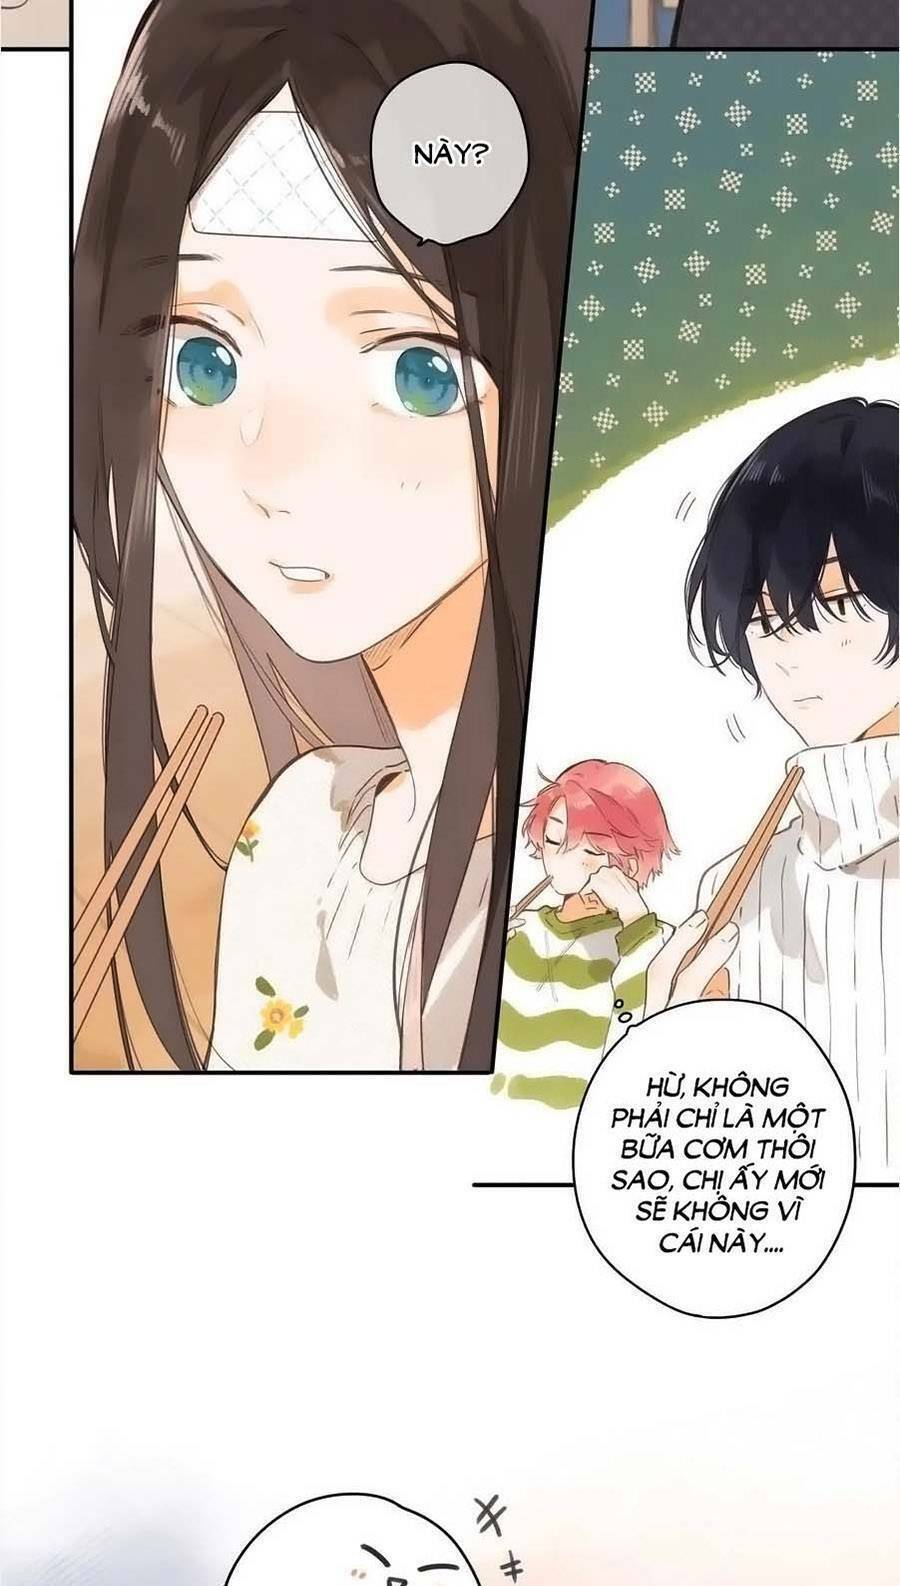 NÀY?
HỪ, KHÔNG
PHẢI CHỈ LÀ MỘT
BỮA CƠM THÔI
SAO, CHỊ ẤY MỚI
SẼ KHÔNG VÌ
CÁI NÀY....